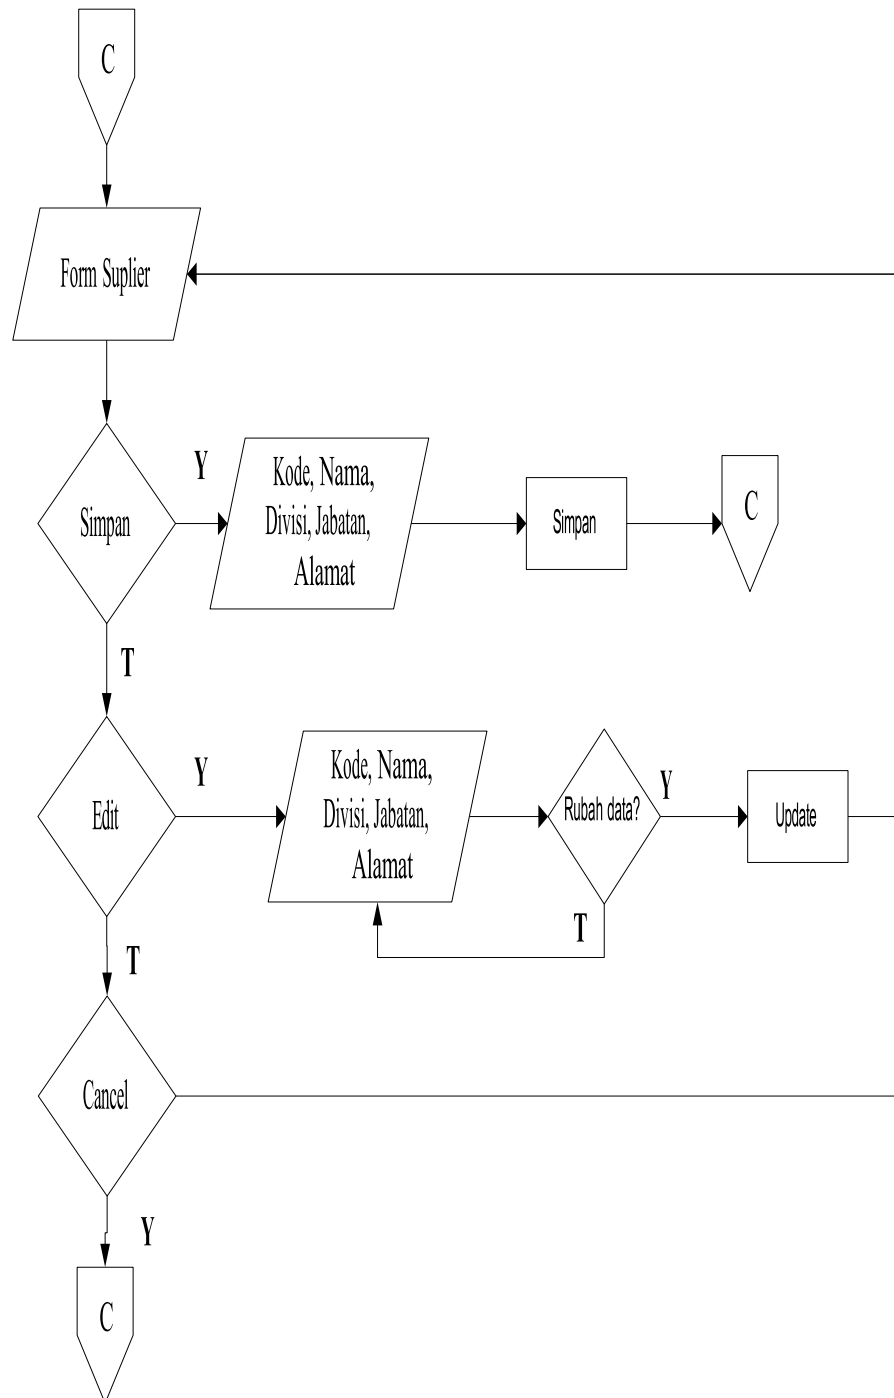 C
Form Suplier
Simpan
Y
Kode, Nama,
Divisi, Jabatan,
Alamat
Simpan
C
T
Edit
Y
Kode, Nama,
Divisi, Jabatan,
Alamat
Rubah data?
Y
Update
T
T
Cancel
Y
C